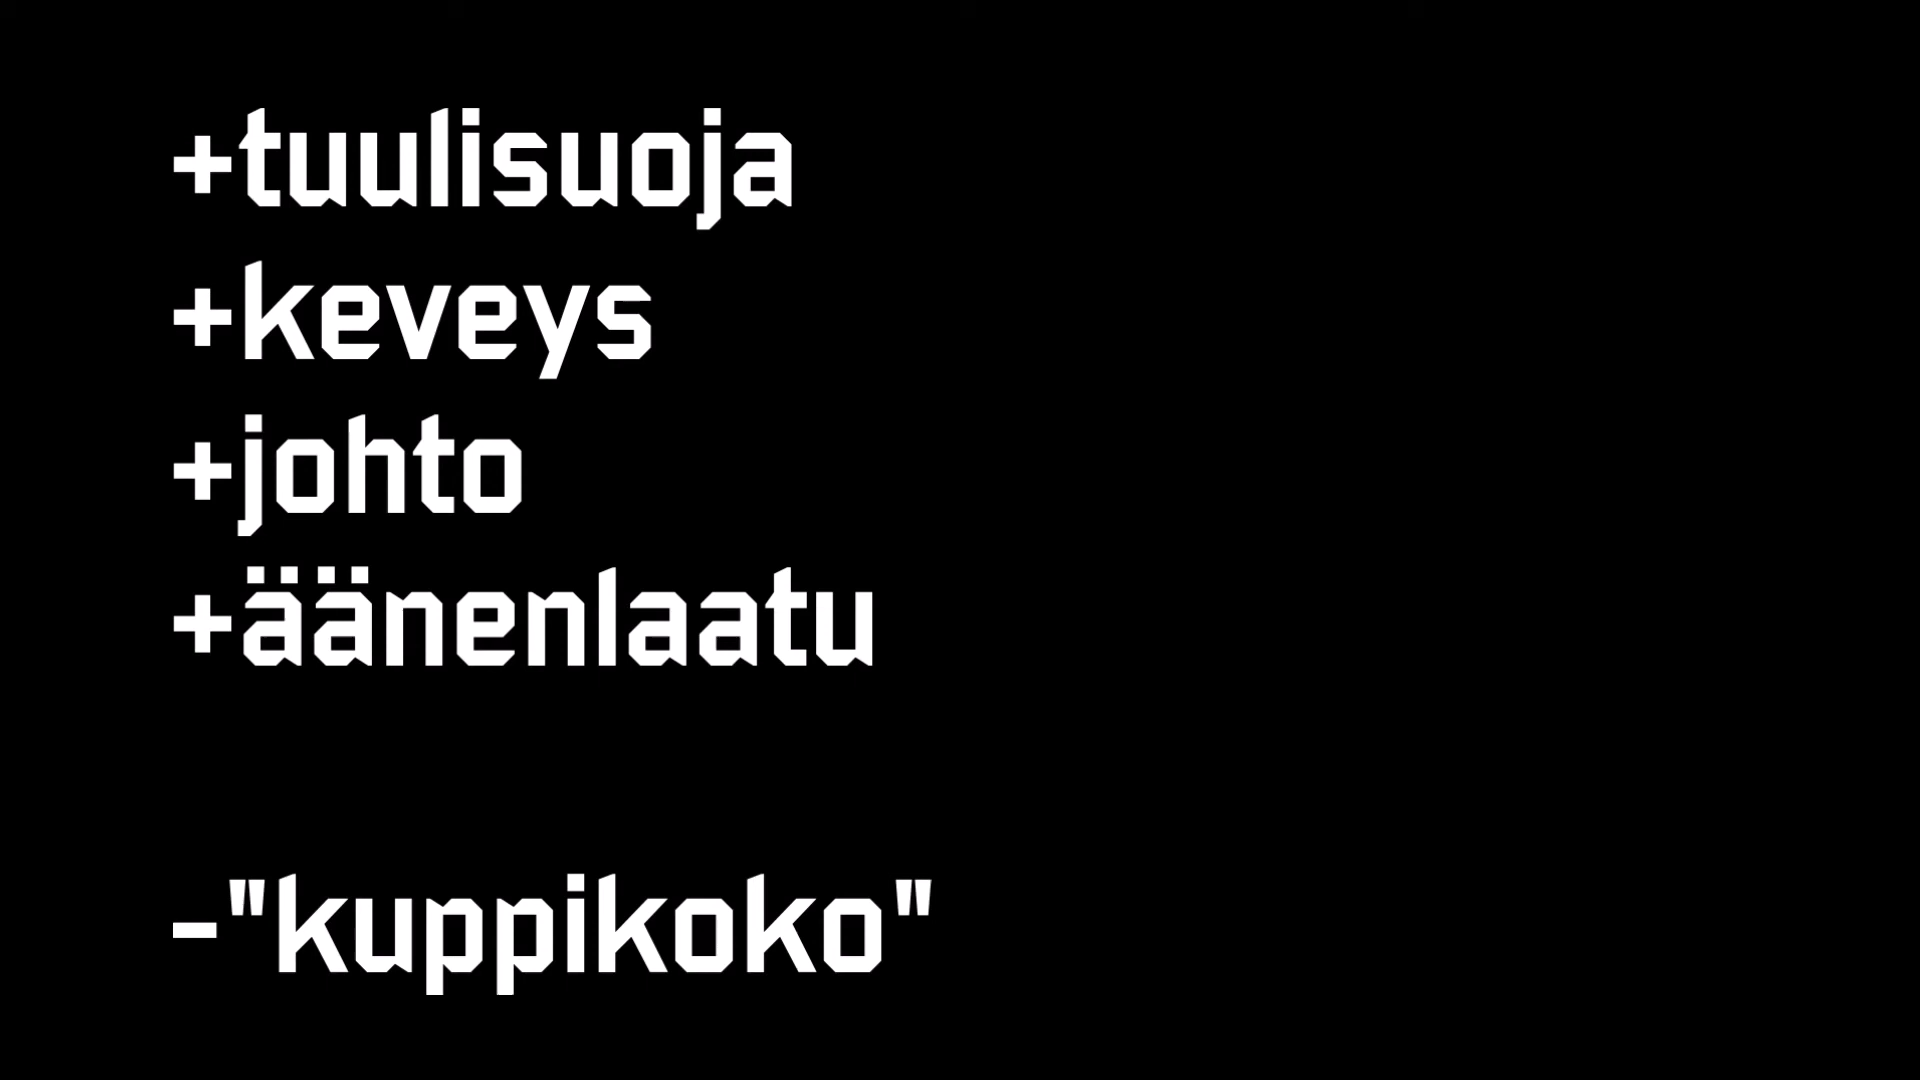 +tuulisuoja
+keveys
+johto
+äänenlaatu
-"kuppikoko"